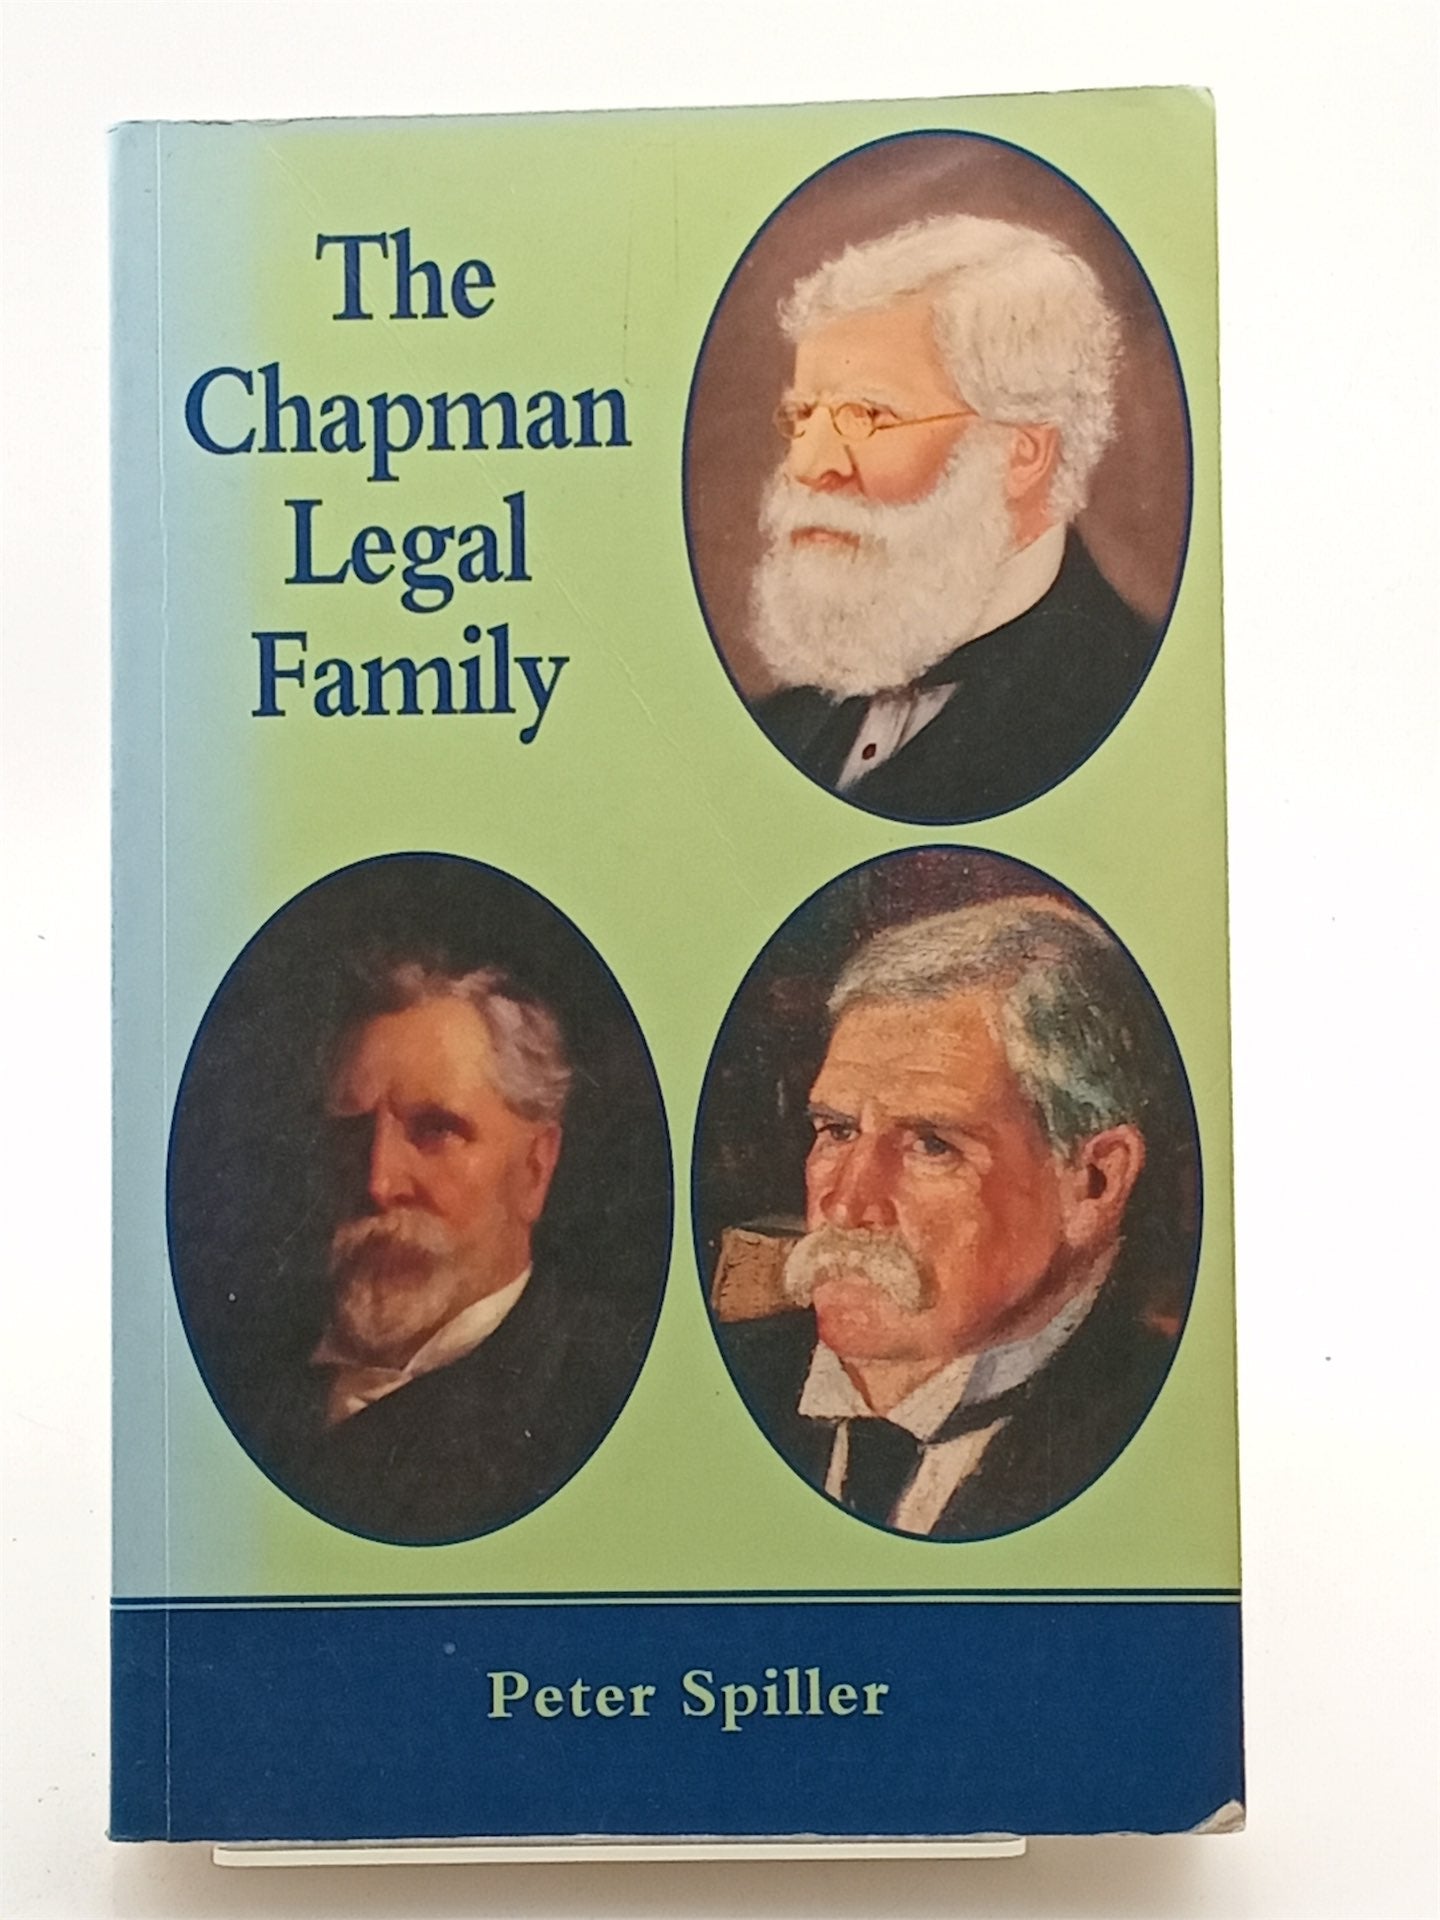 The
Chapman
Legal
Family
Peter Spiller